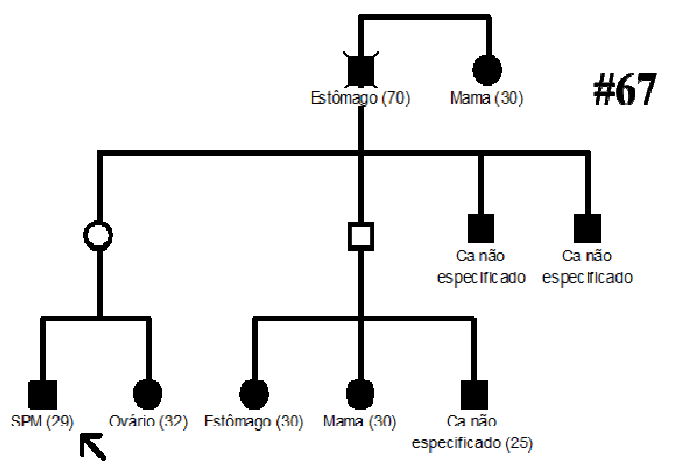 Estômago (70)
Mama (30)
#67
Ca não
especificado
Ca não
especificado
SPM (29)
Ovário (32)
Estômago (30)
Mama (30)
Ca não
especificado (25)